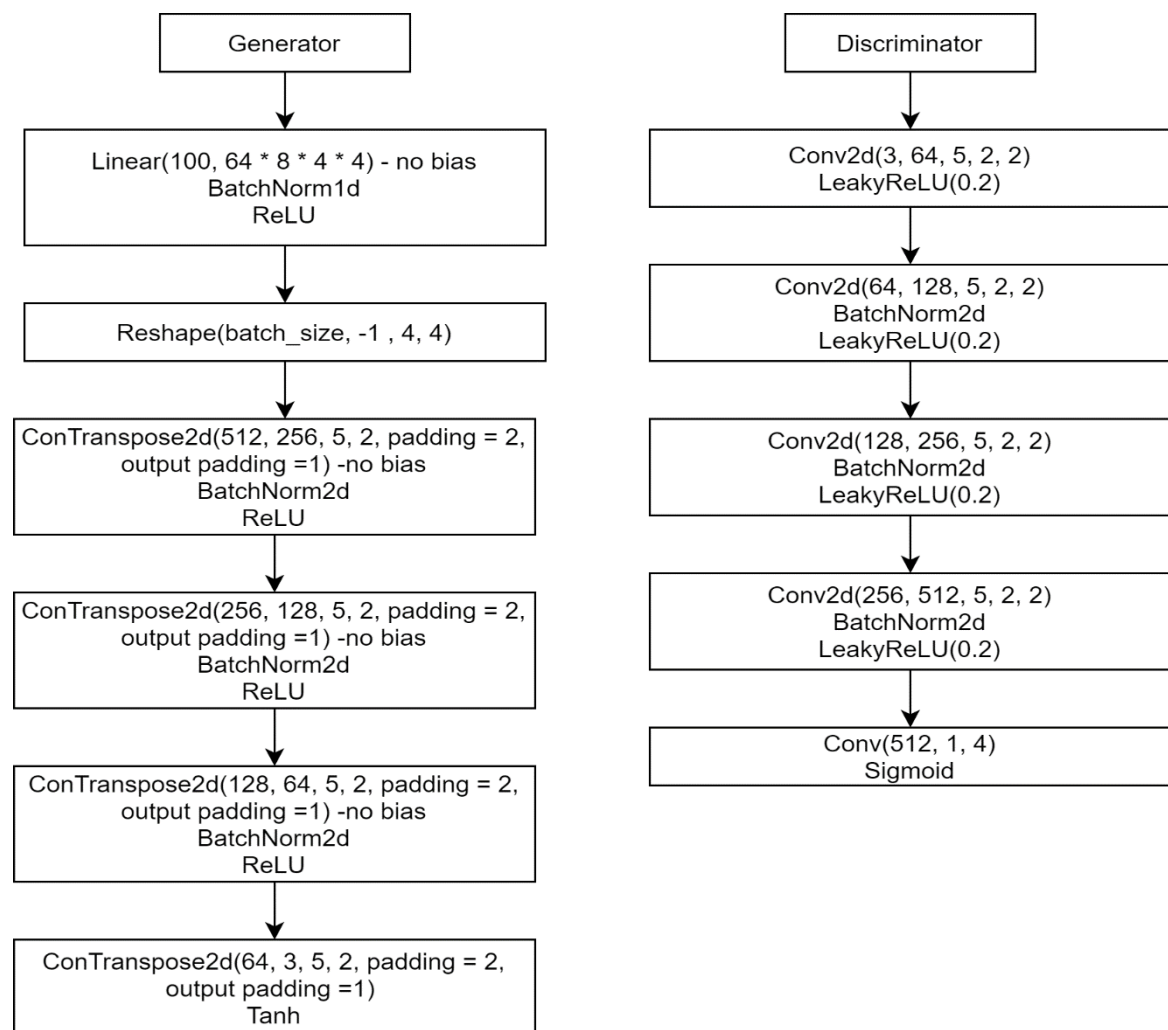 Generator
Linear(100, 64 * 8 * 4 * 4) - no bias
BatchNorm1d
ReLU
Reshape(batch_size, -1 , 4, 4)
ConTranspose2d(512, 256, 5, 2, padding = 2,
output padding =1) -no bias
BatchNorm2d
ReLU
ConTranspose2d(256, 128, 5, 2, padding = 2,
output padding =1) -no bias
BatchNorm2d
ReLU
ConTranspose2d(128, 64, 5, 2, padding = 2,
output padding =1) -no bias
BatchNorm2d
ReLU
ConTranspose2d(64, 3, 5, 2, padding = 2,
output padding =1)
Tanh
Discriminator
Conv2d(3, 64, 5, 2, 2)
LeakyReLU(0.2)
Conv2d(64, 128, 5, 2, 2)
BatchNorm2d
LeakyReLU(0.2)
Conv2d(128, 256, 5, 2, 2)
BatchNorm2d
LeakyReLU(0.2)
Conv2d(256, 512, 5, 2, 2)
BatchNorm2d
LeakyReLU(0.2)
Conv(512, 1, 4)
Sigmoid